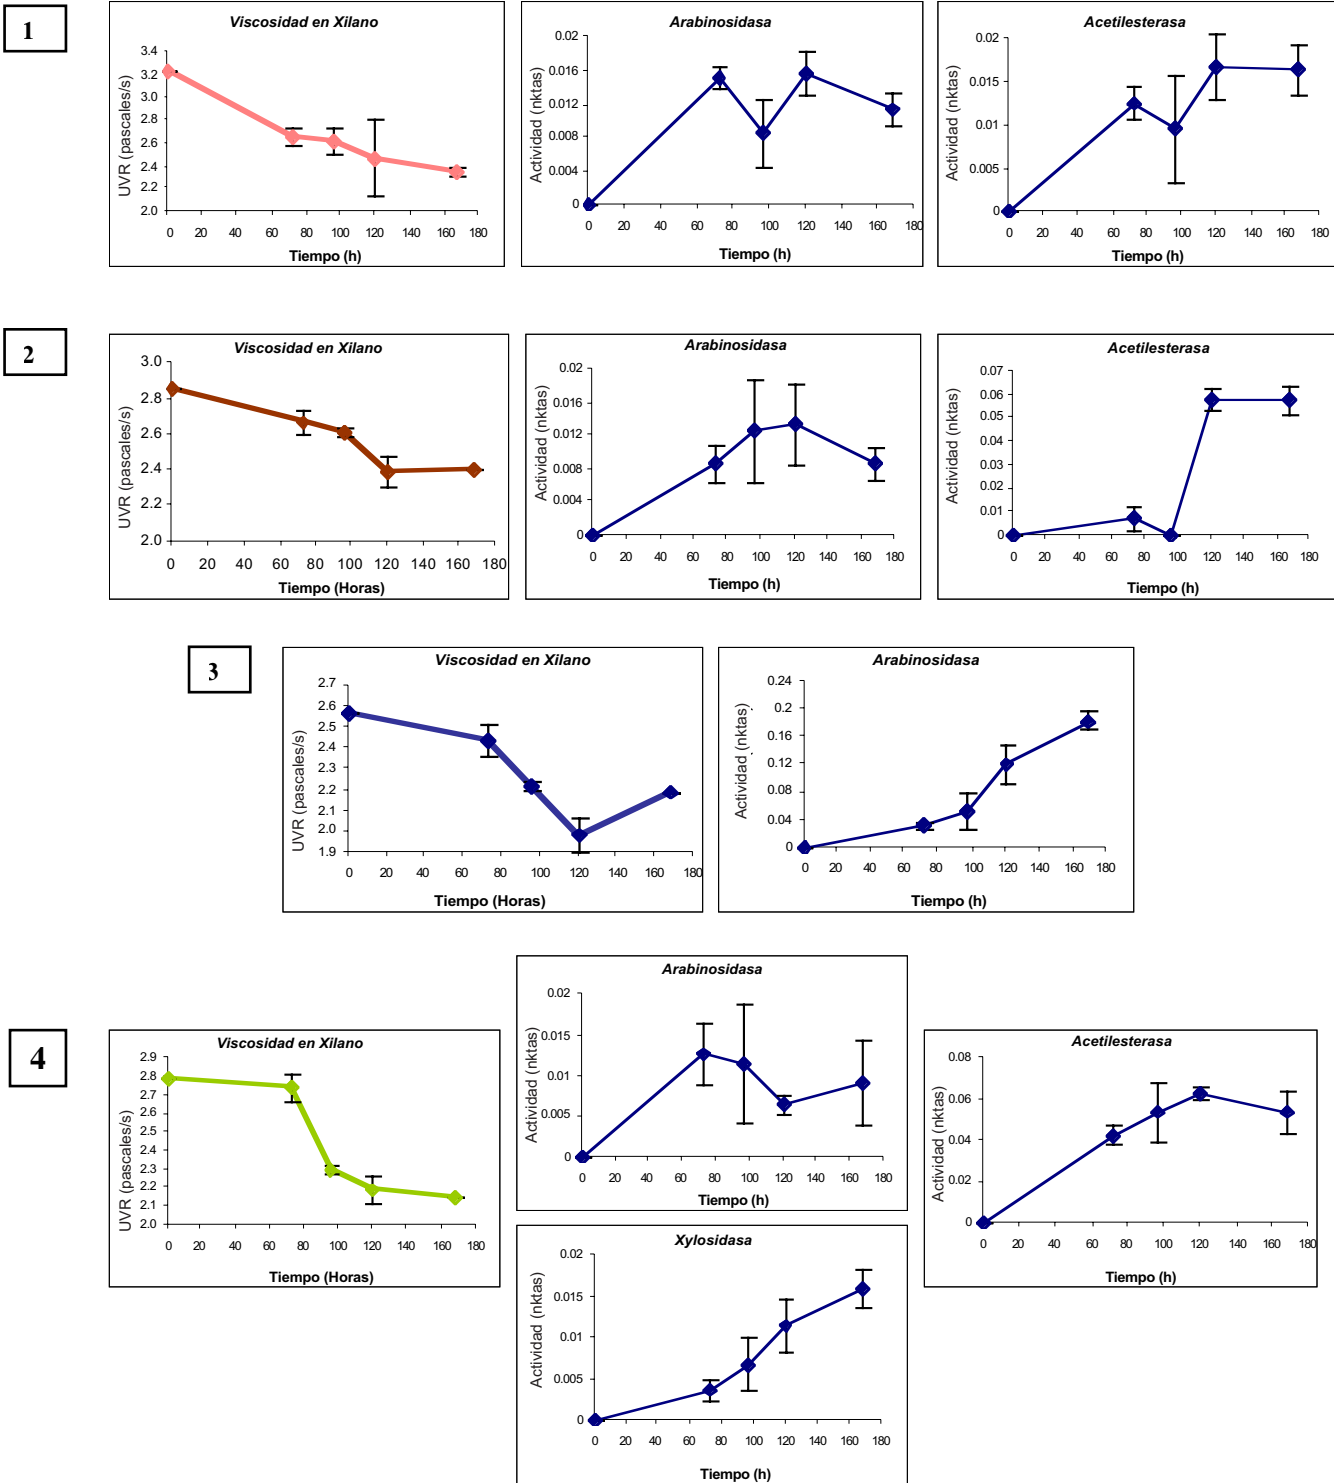 1
Viscosidad en Xilano
UVR (pascales/s)
3.4
3.2
3.0
2.8
2.6
2.4
2.2
2.0
0 20 40 60 80 100 120 140 160 180
Tiempo (h)
Arabinosidasa
Actividad (nktas)
0.02
0.016
0.012
0.008
0.004
0
0 20 40 60 80 100 120 140 160 180
Tiempo (h)
Acetilesterasa
Actividad (nktas)
0.02
0.015
0.01
0.005
0
0 20 40 60 80 100 120 140 160 180
Tiempo (h)
2
Viscosidad en Xilano
UVR (pascales/s)
3.0
2.8
2.6
2.4
2.2
2.0
0 20 40 60 80 100 120 140 160 180
Tiempo (Horas)
Arabinosidasa
Actividad (nktas)
0.02
0.016
0.012
0.008
0.004
0
0 20 40 60 80 100 120 140 160 180
Tiempo (h)
Acetilesterasa
Actividad (nktas)
0.07
0.06
0.05
0.04
0.03
0.02
0.01
0
0 20 40 60 80 100 120 140 160 180
Tiempo (h)
3
Viscosidad en Xilano
UVR (pascales/s)
2.7
2.6
2.5
2.4
2.3
2.2
2.1
2.0
1.9
0 20 40 60 80 100 120 140 160 180
Tiempo (Horas)
Arabinosidasa
Actividad (nktas)
0.24
0.2
0.16
0.12
0.08
0.04
0
0 20 40 60 80 100 120 140 160 180
Tiempo (h)
4
Viscosidad en Xilano
UVR (pascales/s)
2.9
2.8
2.7
2.6
2.5
2.4
2.3
2.2
2.1
2.0
0 20 40 60 80 100 120 140 160 180
Tiempo (Horas)
Arabinosidasa
Actividad (nktas)
0.02
0.015
0.01
0.005
0
0 20 40 60 80 100 120 140 160 180
Tiempo (h)
Acetilesterasa
Actividad (nktas)
0.08
0.06
0.04
0.02
0
0 20 40 60 80 100 120 140 160 180
Tiempo (h)
Xylosidasa
Actividad (nktas)
0.02
0.015
0.01
0.005
0
0 20 40 60 80 100 120 140 160 180
Tiempo (h)